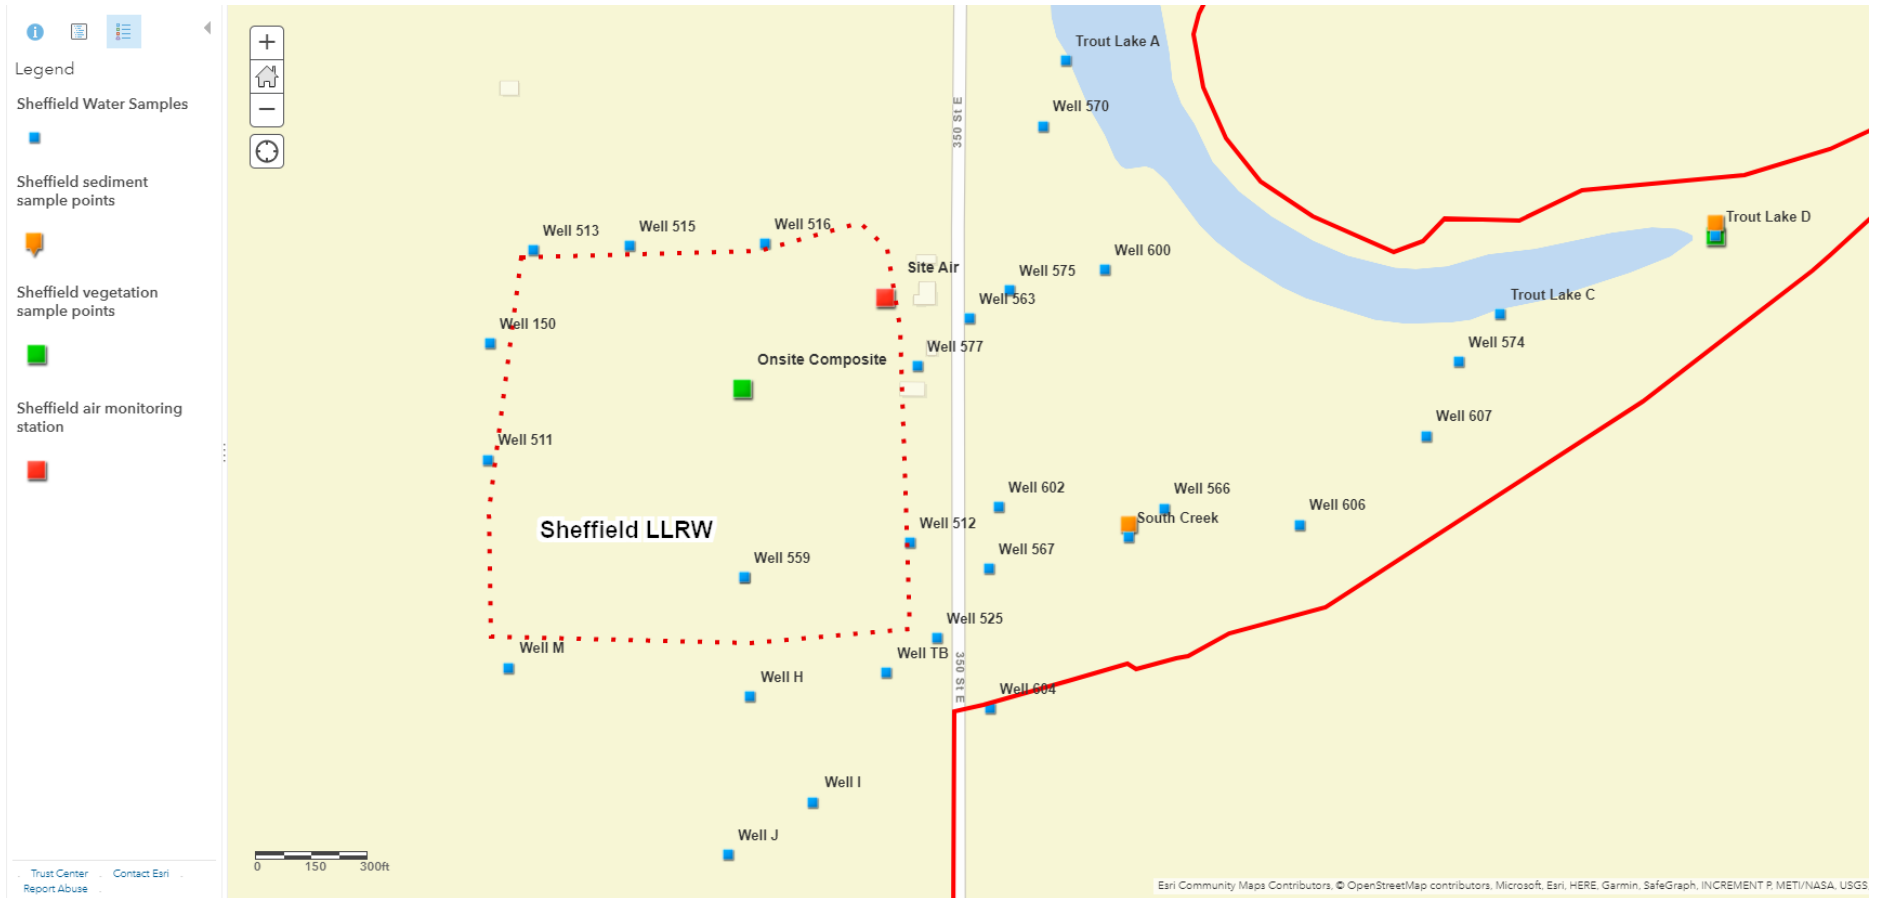 Legend
Sheffield Water Samples
Sheffield sediment
sample points
Sheffield vegetation
sample points
Sheffield air monitoring
station
Trust Center
Contact Esri
Report Abuse
+
−
350 St E
Trout Lake A
Well 570
Well 513
Well 515
Well 516
Trout Lake D
Well 600
Site Air
Well 575
Well 563
Trout Lake C
Well 150
Well 577
Well 574
Onsite Composite
Well 607
Well 511
Well 602
Well 566
Well 606
South Creek
Well 512
Sheffield LLRW
Well 567
Well 559
Well 525
Well M
Well TB
350 St E
Well H
Well 604
Well I
Well J
0 150 300ft
Esri Community Maps Contributors, © OpenStreetMap contributors, Microsoft, Esri, HERE, Garmin, SafeGraph, INCREMENT P, METI/NASA, USGS